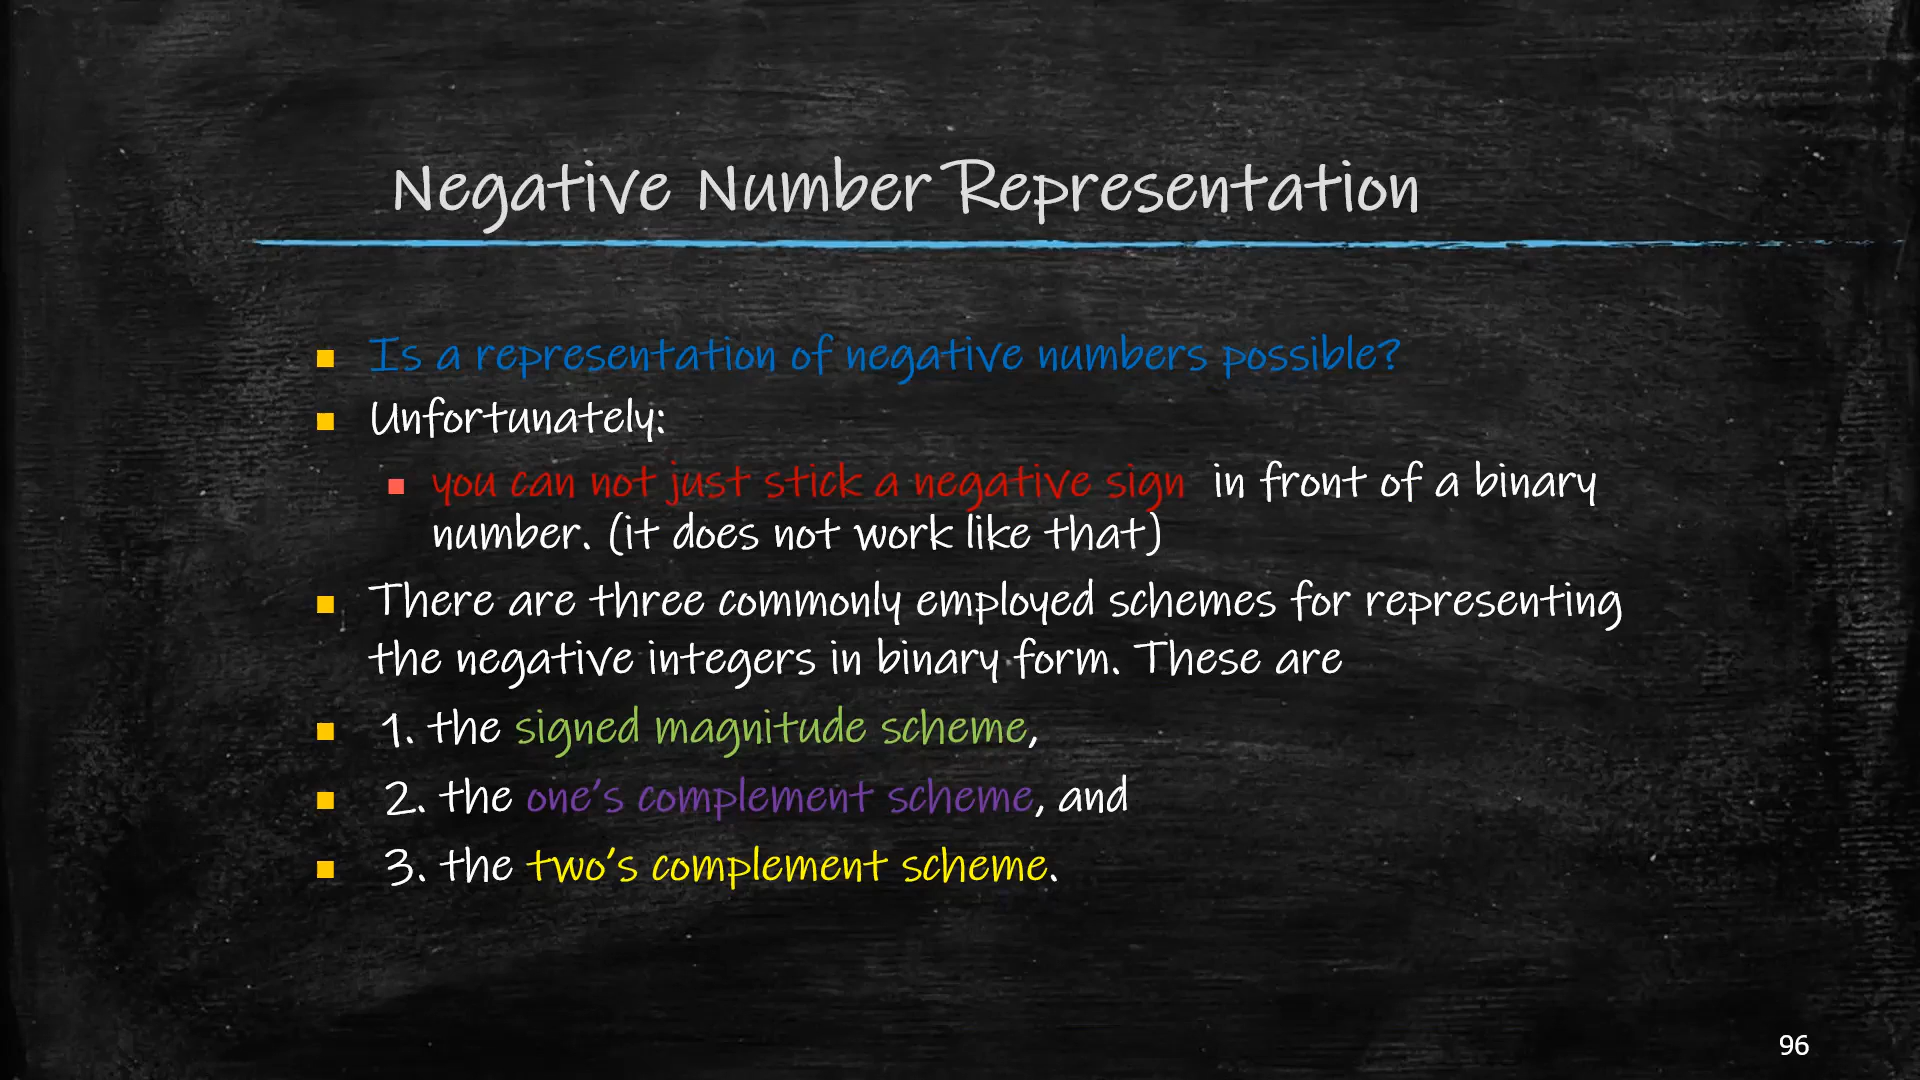 Negative Number Representation
Is a representation of negative numbers possible?
Unfortunately:
you can not just stick a negative sign in front of a binary
number. (it does not work like that)
There are three commonly employed schemes for representing
the negative integers in binary form. These are
1. the signed magnitude scheme,
2. the one's complement scheme, and
3. the two's complement scheme.
96